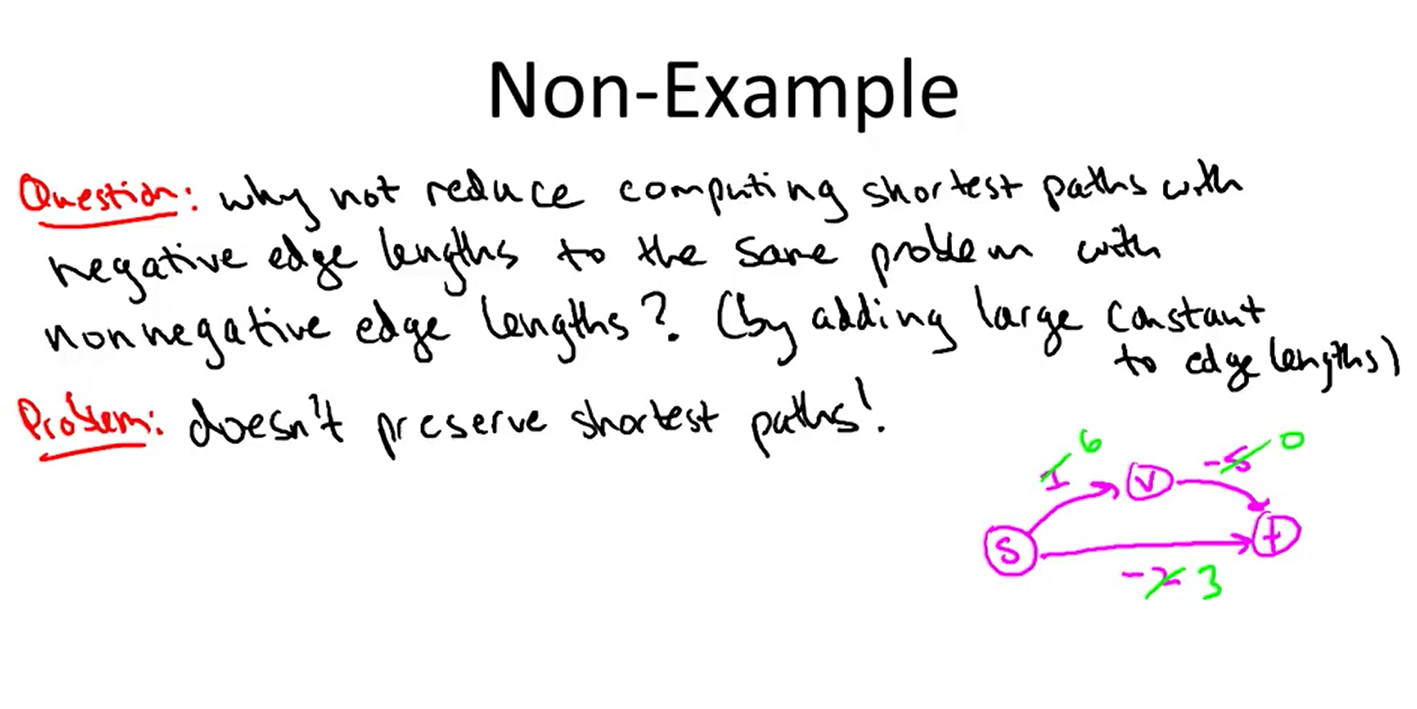 Non-Example
Question: why not reduce computing shortest paths with
negative edge lengths to the same problem with
nonnegative edge lengths? (by adding large constant
to edge lengths)
Problem: doesn't preserve shortest paths!
1 6
-5 0
v
s
t
-2 3